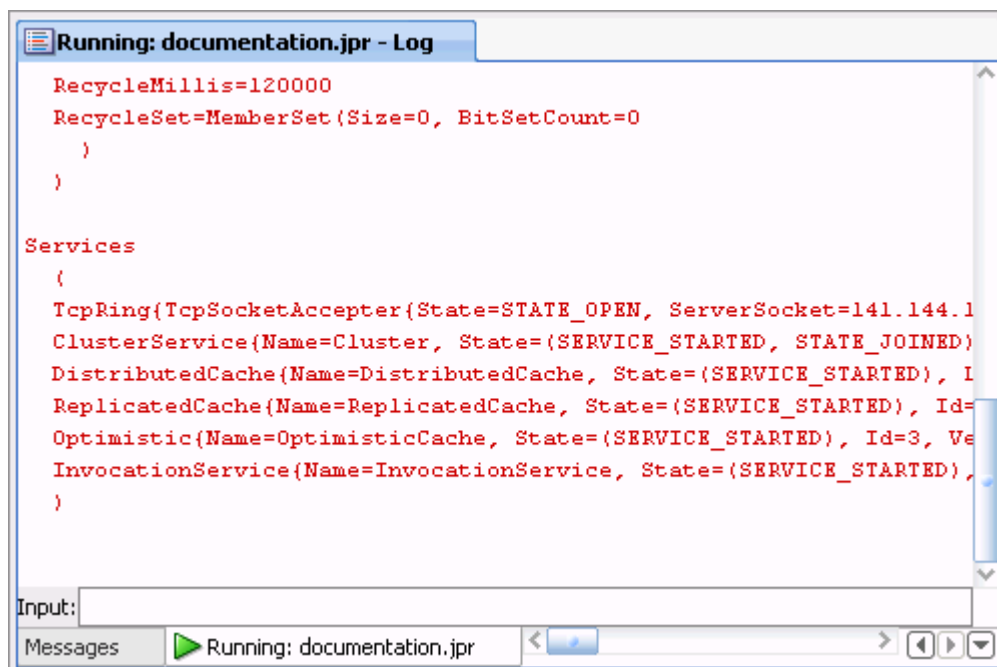 Running: documentation.jpr - Log
RecycleMillis=120000
RecycleSet=MemberSet(Size=0, BitSetCount=0
)
)
Services
(
TcpRing{TcpSocketAccepter{State=STATE_OPEN, ServerSocket=141.144.1
ClusterService{Name=Cluster, State=(SERVICE_STARTED, STATE_JOINED)
DistributedCache{Name=DistributedCache, State=(SERVICE_STARTED), 
ReplicatedCache{Name=ReplicatedCache, State=(SERVICE_STARTED), Id=
Optimistic{Name=OptimisticCache, State=(SERVICE_STARTED), Id=3, Ve
InvocationService{Name=InvocationService, State=(SERVICE_STARTED),
)
Input:
Messages
Running: documentation.jpr